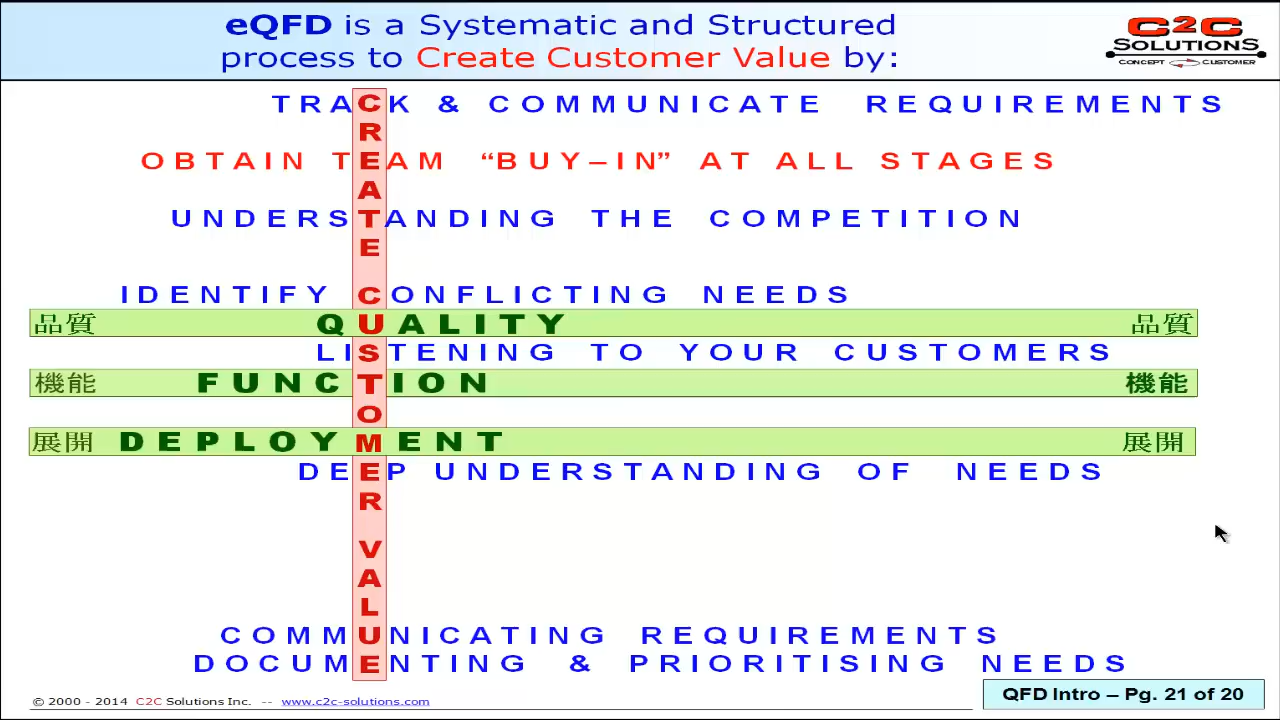 eQFD is a Systematic and Structured
process to Create Customer Value by:
C2C
SOLUTIONS
CONCEPT CUSTOMER
TRACK & COMMUNICATE REQUIREMENTS
R
OBTAIN TEAM “BUY–IN” AT ALL STAGES
A
UNDERSTANDING THE COMPETITION
E
IDENTIFY CONFLICTING NEEDS
品質 QUALITY 品質
LISTENING TO YOUR CUSTOMERS
機能 FUNCTION 機能
O
展開 DEPLOYMENT 展開
DEEP UNDERSTANDING OF NEEDS
R
V
A
L
COMMUNICATING REQUIREMENTS
DOCUMENTING & PRIORITISING NEEDS
© 2000 - 2014 C2C Solutions Inc. -- www.c2c-solutions.com
QFD Intro – Pg. 21 of 20